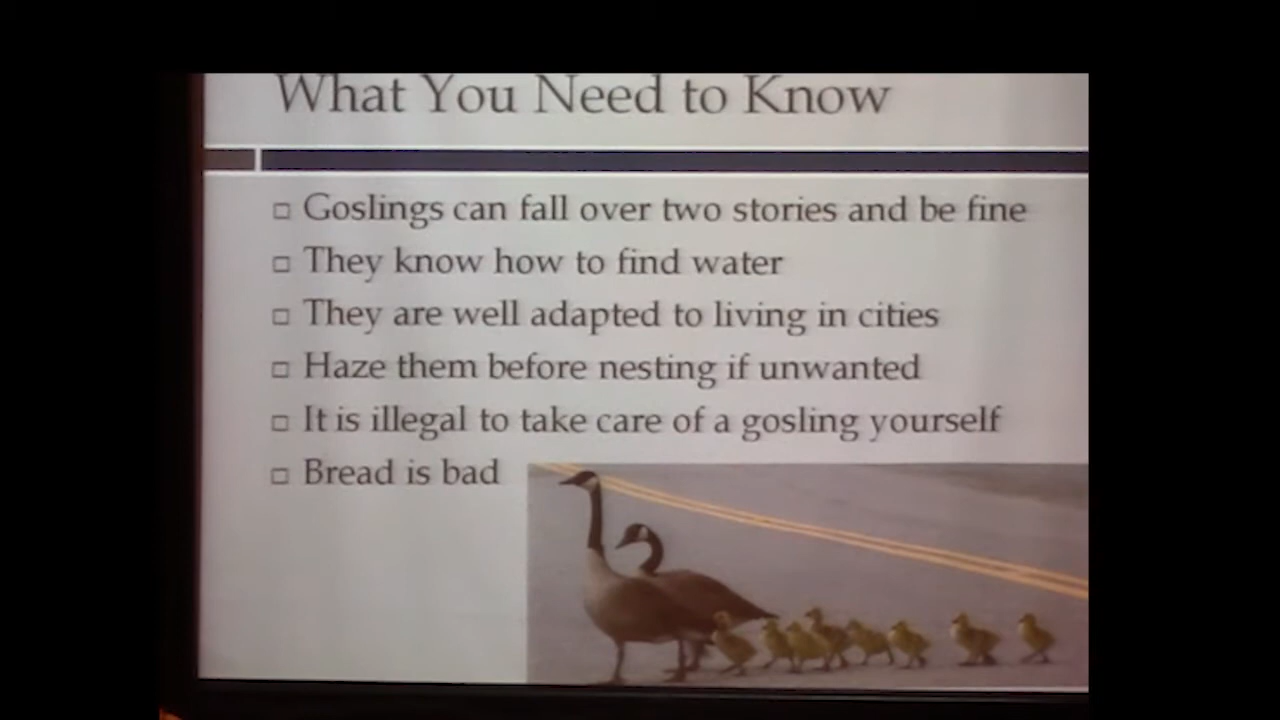 What You Need to Know
Goslings can fall over two stories and be fine
They know how to find water
They are well adapted to living in cities
Haze them before nesting if unwanted
It is illegal to take care of a gosling yourself
Bread is bad